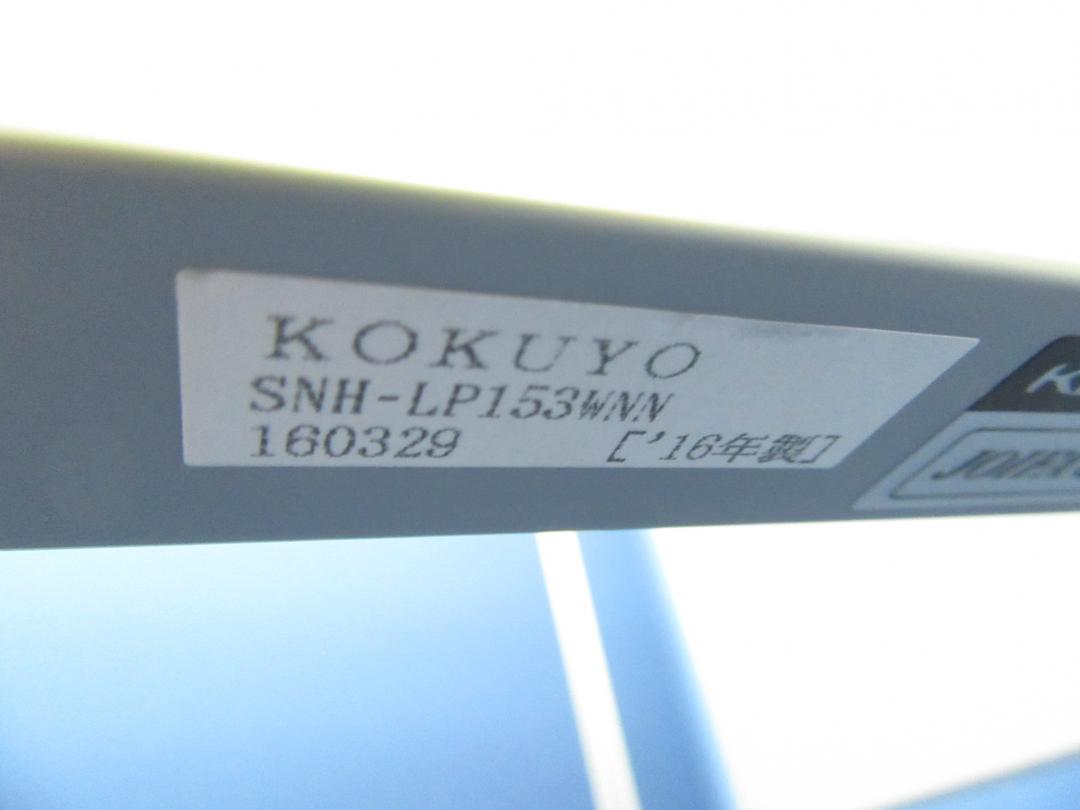 KOKUYO
SNH-LP153WNN
160329 ['16年製]